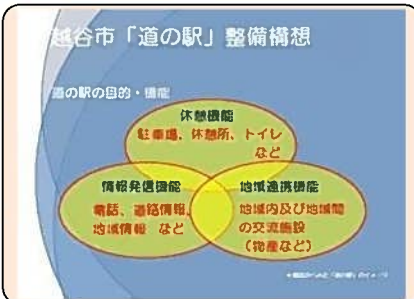 越谷市「道の駅」整備構想
道の駅の目的・機能
休憩機能
駐車場、休憩所、トイレ
など
情報発信機能
電話、道路情報、
地域情報 など
地域連携機能
地域内及び地域間
の交流施設
（物産など）